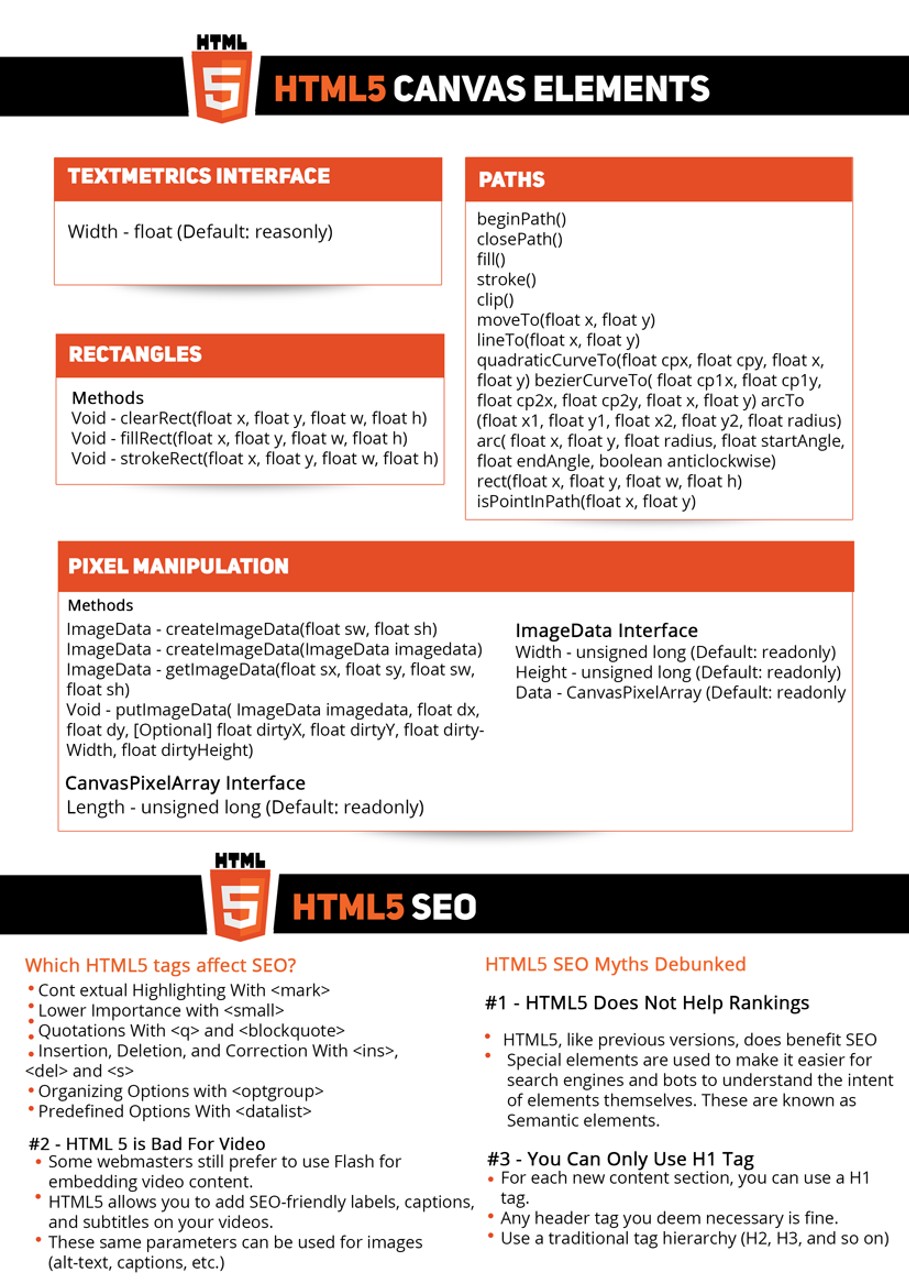 HTML
5
HTML5 CANVAS ELEMENTS
TEXTMETRICS INTERFACE
Width - float (Default: reasonly)
RECTANGLES
Methods
Void - clearRect(float x, float y, float w, float h)
Void - fillRect(float x, float y, float w, float h)
Void - strokeRect(float x, float y, float w, float h)
PATHS
beginPath()
closePath()
fill()
stroke()
clip()
moveTo(float x, float y)
lineTo(float x, float y)
quadraticCurveTo(float cpx, float cpy, float x,
float y) bezierCurveTo( float cp1x, float cp1y,
float cp2x, float cp2y, float x, float y) arcTo
(float x1, float y1, float x2, float y2, float radius)
arc( float x, float y, float radius, float startAngle,
float endAngle, boolean anticlockwise)
rect(float x, float y, float w, float h)
isPointInPath(float x, float y)
PIXEL MANIPULATION
Methods
ImageData - createImageData(float sw, float sh)
ImageData - createImageData(ImageData imagedata)
ImageData - getImageData(float sx, float sy, float sw,
float sh)
Void - putImageData( ImageData imagedata, float dx,
float dy, [Optional] float dirtyX, float dirtyY, float dirty-
Width, float dirtyHeight)
CanvasPixelArray Interface
Length - unsigned long (Default: readonly)
ImageData Interface
Width - unsigned long (Default: readonly)
Height - unsigned long (Default: readonly)
Data - CanvasPixelArray (Default: readonly
HTML
5
HTML5 SEO
Which HTML5 tags affect SEO?
• Cont extual Highlighting With <mark>
• Lower Importance with <small>
• Quotations With <q> and <blockquote>
• Insertion, Deletion, and Correction With <ins>,
<del> and <s>
• Organizing Options with <optgroup>
• Predefined Options With <datalist>
#2 - HTML 5 is Bad For Video
• Some webmasters still prefer to use Flash for
embedding video content.
• HTML5 allows you to add SEO-friendly labels, captions,
and subtitles on your videos.
• These same parameters can be used for images
(alt-text, captions, etc.)
HTML5 SEO Myths Debunked
#1 - HTML5 Does Not Help Rankings
• HTML5, like previous versions, does benefit SEO
• Special elements are used to make it easier for
search engines and bots to understand the intent
of elements themselves. These are known as
Semantic elements.
#3 - You Can Only Use H1 Tag
• For each new content section, you can use a H1
tag.
• Any header tag you deem necessary is fine.
• Use a traditional tag hierarchy (H2, H3, and so on)